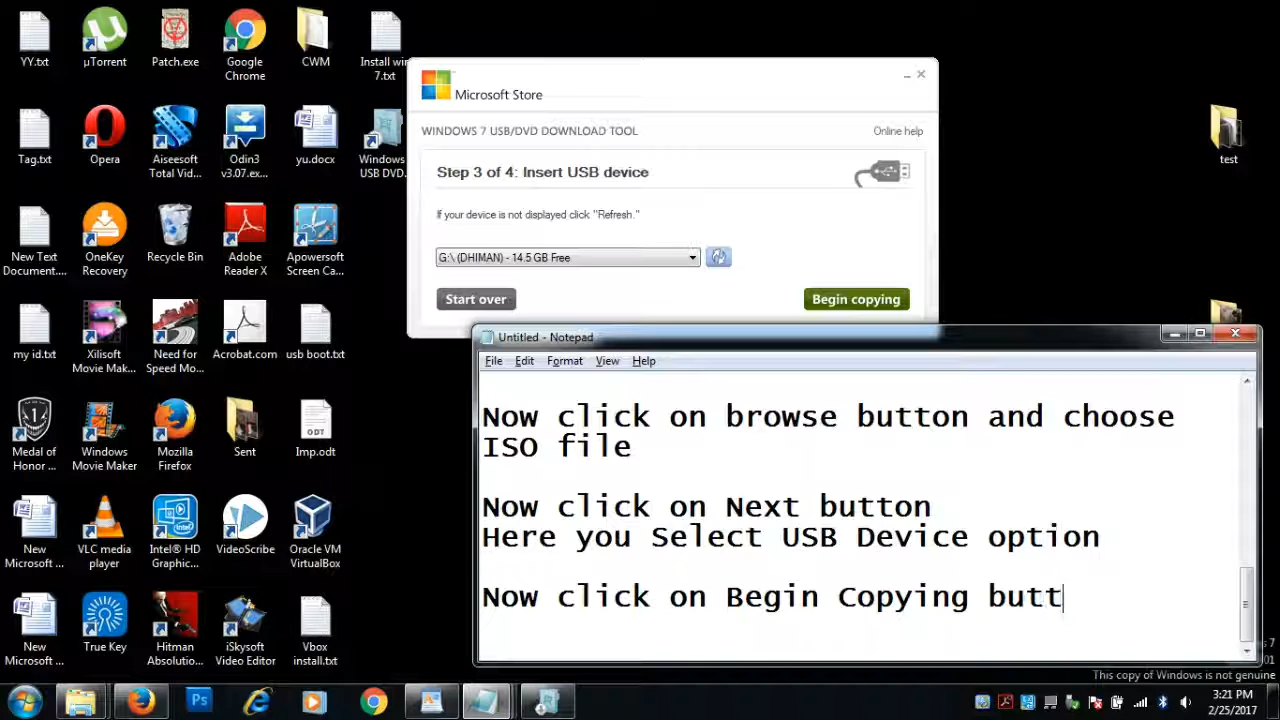 YY.txt
µTorrent
Patch.exe
Google
Chrome
CWM
Install win
7.txt
Tag.txt
Opera
Aiseesoft
Total Vid...
Odin3
v3.07.ex...
yu.docx
Windows
USB DVD...
New Text
Document....
OneKey
Recovery
Recycle Bin
Adobe
Reader X
Apowersoft
Screen Ca...
my id.txt
Xilisoft
Movie Mak...
Need for
Speed Mo...
Acrobat.com
usb boot.txt
Medal of
Honor ...
Windows
Movie Maker
Mozilla
Firefox
Sent
ODT
Imp.odt
New
Microsoft ...
VLC media
player
Intel® HD
Graphic...
VideoScribe
Oracle VM
VirtualBox
New
Microsoft ...
True Key
Hitman
Absolution...
iSkysoft
Video Editor
Vbox
install.txt
test
Microsoft Store
WINDOWS 7 USB/DVD DOWNLOAD TOOL
Online help
Step 3 of 4: Insert USB device
If your device is not displayed click "Refresh."
G:\ (DHIMAN) - 14.5 GB Free
Start over
Begin copying
Untitled - Notepad
File Edit Format View Help
Now click on browse button and choose
ISO file
Now click on Next button
Here you Select USB Device option
Now click on Begin Copying butt
This copy of Windows is not genuine
Ps
3:21 PM
2/25/2017